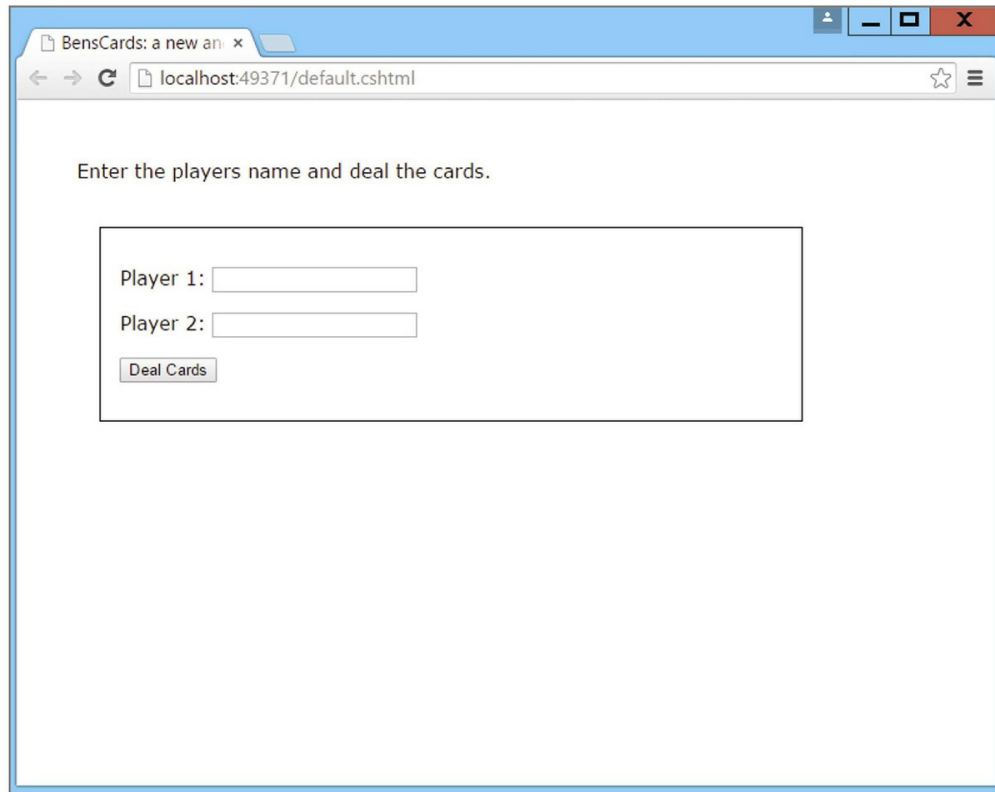 BensCards: a new an
localhost:49371/default.cshtml
Enter the players name and deal the cards.
Player 1:
Player 2:
Deal Cards